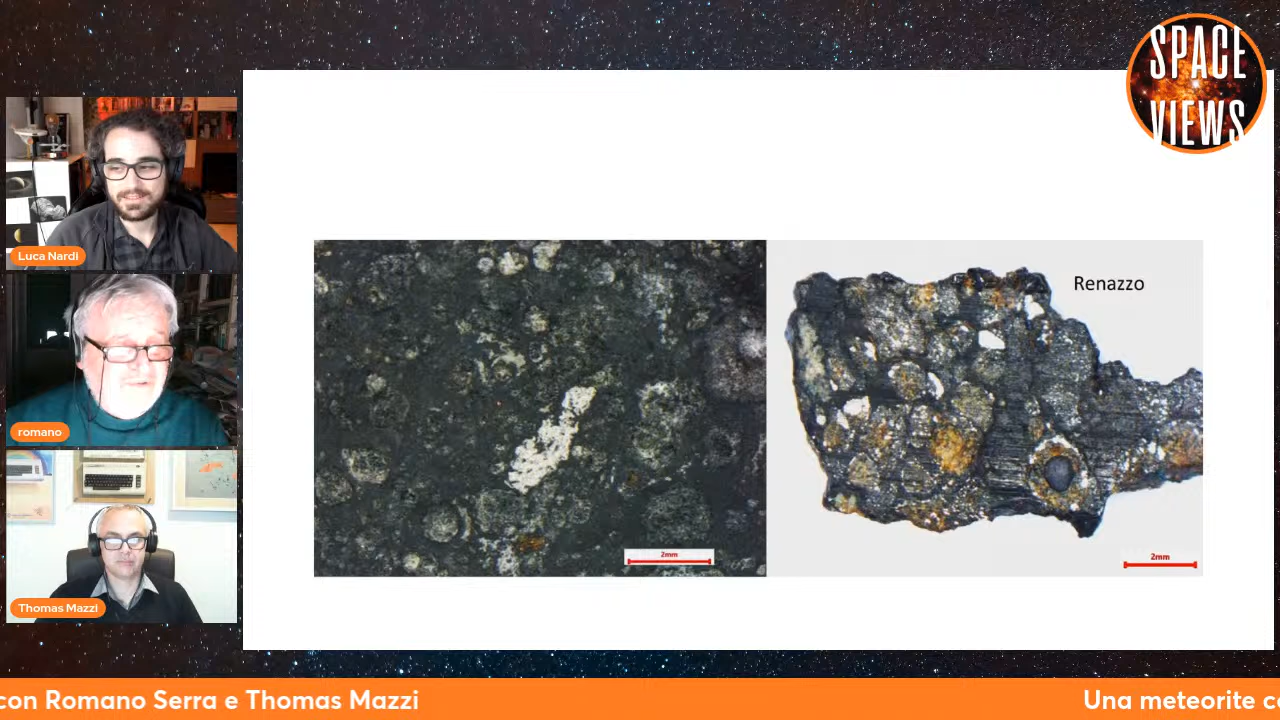 SPACE
VIEWS
Luca Nardi
romano
Thomas Mazzi
Renazzo
2mm
2mm
con Romano Serra e Thomas Mazzi
Una meteorite c